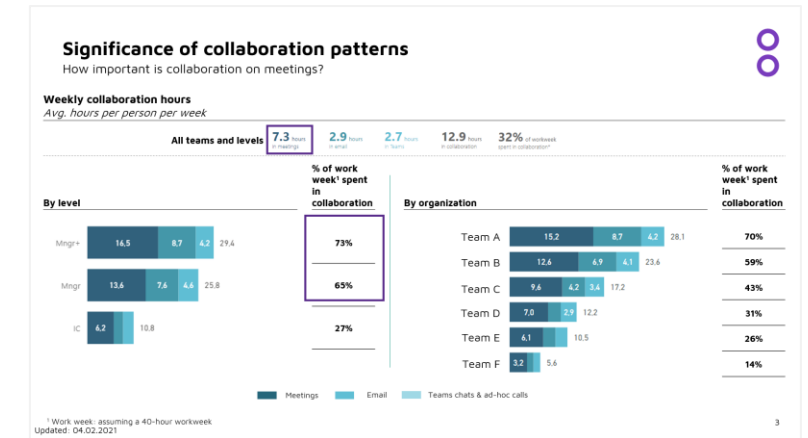 Significance of collaboration patterns
How important is collaboration on meetings?
Weekly collaboration hours
Avg. hours per person per week
All teams and levels
7.3 hours
in meetings
2.9 hours
in email
2.7 hours
in Teams
12.9 hours
in collaboration
32% of workweek
spent in collaboration¹
By level
% of work
week¹ spent
in
collaboration
Mngr+ 16,5 8,7 4,2 29,4 73%
Mngr 13,6 7,6 4,6 25,8 65%
IC 6,2 10,8 27%
By organization
% of work
week¹ spent
in
collaboration
Team A 15,2 8,7 4,2 28,1 70%
Team B 12,6 6,9 4,1 23,6 59%
Team C 9,6 4,2 3,4 17,2 43%
Team D 7,0 2,9 12,2 31%
Team E 6,1 10,5 26%
Team F 3,2 5,6 14%
Meetings Email Teams chats & ad-hoc calls
¹ Work week: assuming a 40-hour workweek
Updated: 04.02.2021
3